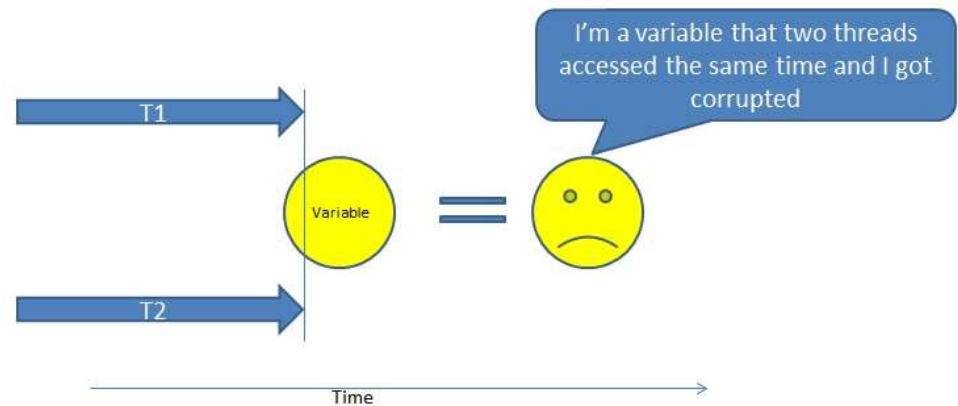 I'm a variable that two threads
accessed the same time and I got
corrupted
T1
Variable
T2
Time